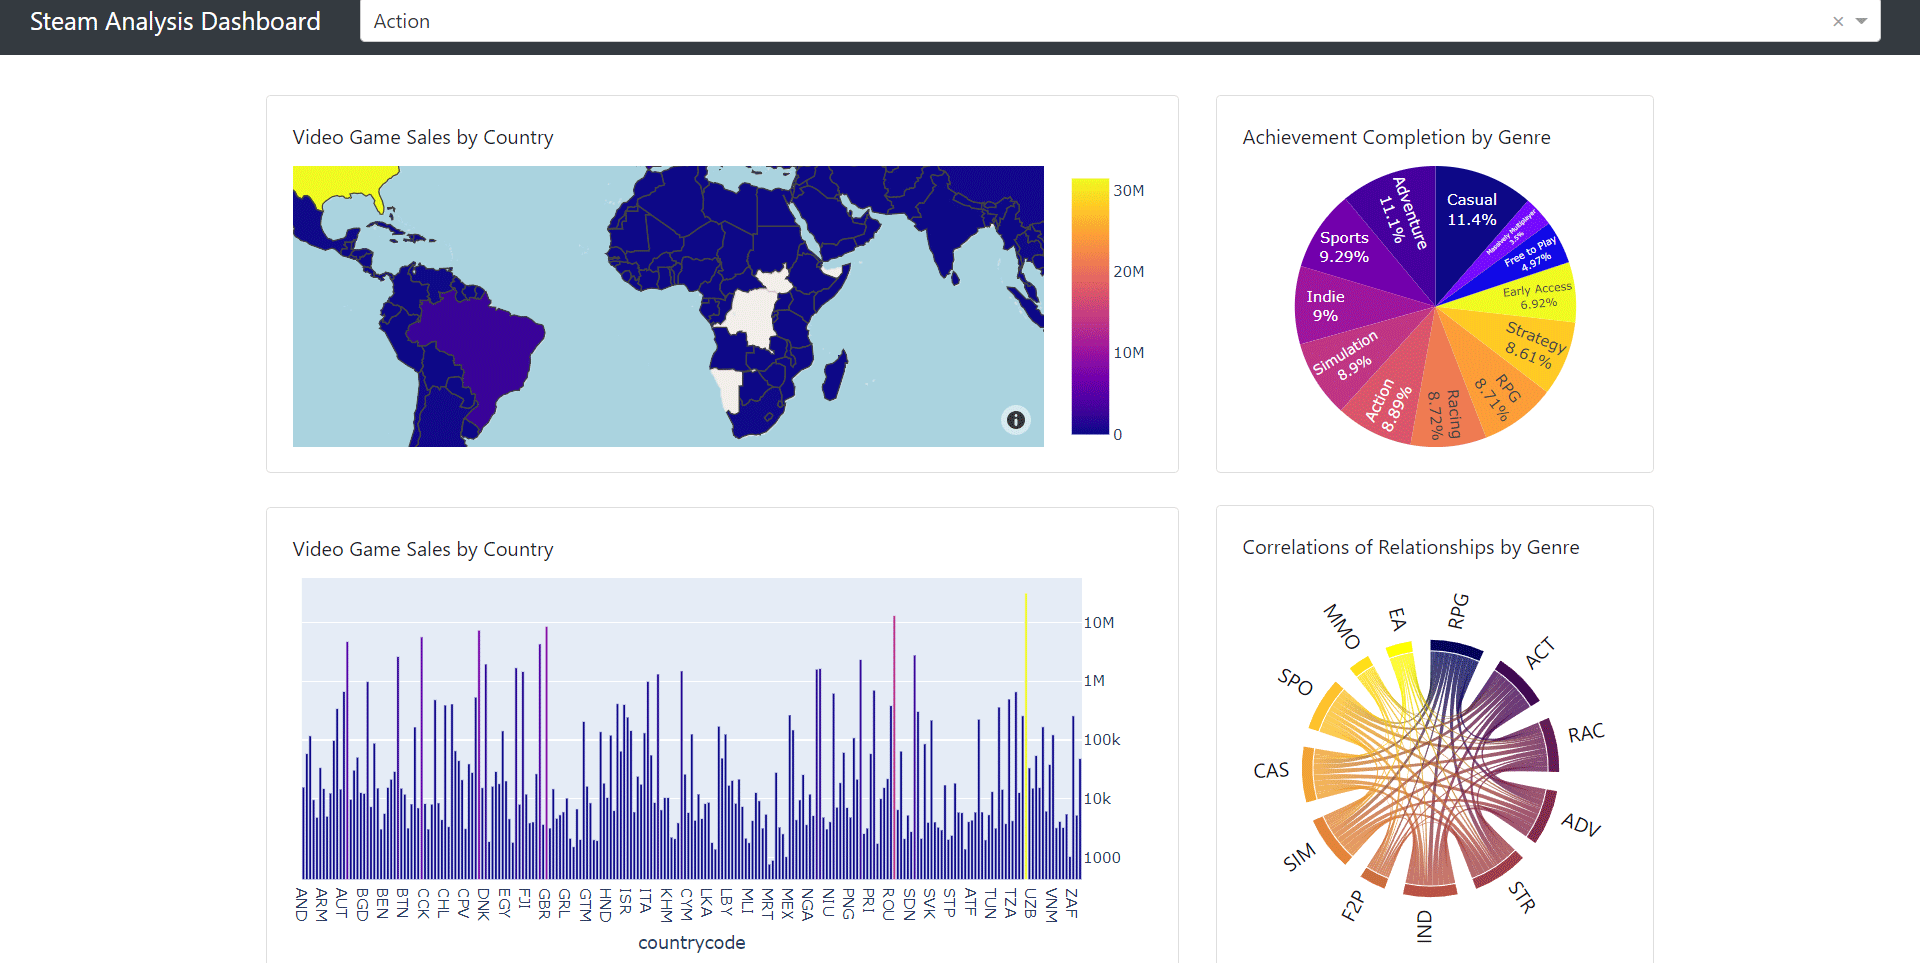 Steam Analysis Dashboard
Action
Video Game Sales by Country
30M
20M
10M
0
Achievement Completion by Genre
Casual
11.4%
Massively Multiplayer
3.5%
Free to Play
4.97%
Early Access
6.92%
Strategy
8.61%
RPG
8.71%
Racing
8.72%
Action
8.89%
Simulation
8.9%
Indie
9%
Sports
9.29%
Adventure
11.1%
Video Game Sales by Country
10M
1M
100k
10k
1000
AND ARM AUT BGD BEN BTN CCK CHL CPV DNK EGY FJI GBR GRL GTM HND ISR ITA KHM CYM LKA LBY MLI MRT MEX NGA NIU PNG PRI ROU SDN SVK STP ATF TUN TZA UZB VNM ZAF
countrycode
Correlations of Relationships by Genre
RPG
ACT
RAC
ADV
STR
IND
F2P
SIM
CAS
SPO
MMO
EA